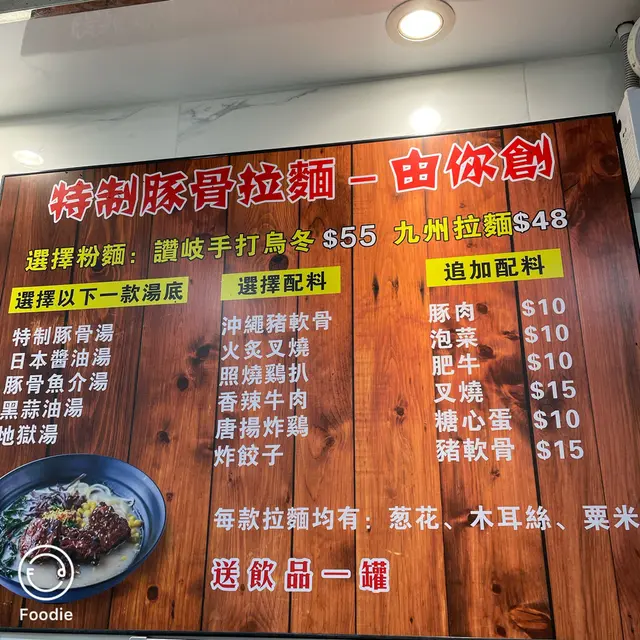 特制豚骨拉麵 - 由你創
選擇粉麵：讚岐手打烏冬 $55 九州拉麵$48
選擇以下一款湯底
特制豚骨湯
日本醬油湯
豚骨魚介湯
黑蒜油湯
地獄湯
選擇配料
沖繩豬軟骨
火炙叉燒
照燒鷄扒
香辣牛肉
唐揚炸鷄
炸餃子
追加配料
豚肉 $10
泡菜 $10
肥牛 $10
叉燒 $15
糖心蛋 $10
豬軟骨 $15
每款拉麵均有：葱花、木耳絲、粟米
送飲品一罐
Foodie